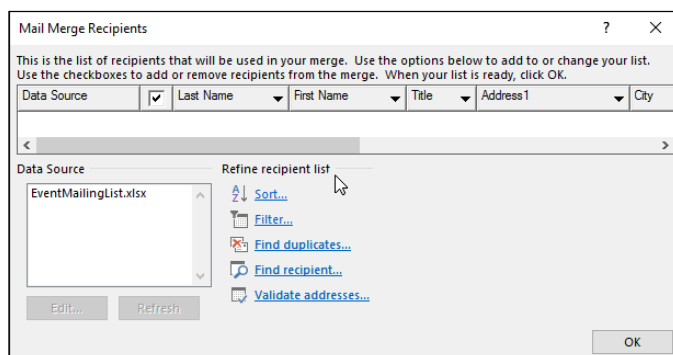 Mail Merge Recipients ? ×
This is the list of recipients that will be used in your merge. Use the options below to add to or change your list.
Use the checkboxes to add or remove recipients from the merge. When your list is ready, click OK.
Data Source Last Name First Name Title Address1 City
Data Source Refine recipient list
EventMailingList.xlsx
Sort...
Filter...
Find duplicates...
Find recipient...
Validate addresses...
Edit... Refresh
OK